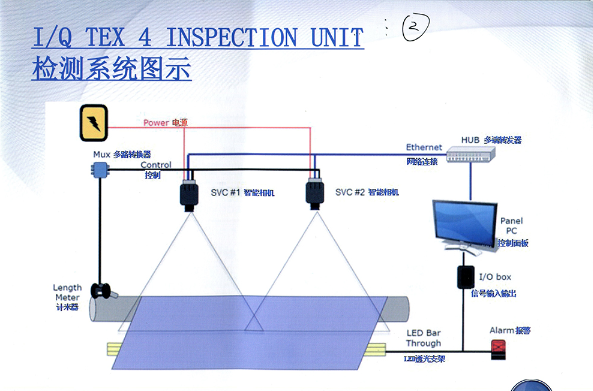 I/Q TEX 4 INSPECTION UNIT : ②
检测系统图示
Power 电源
Mux 多路转换器
Control
控制
Ethernet
网络连接
HUB 多端转发器
SVC #1 智能相机
SVC #2 智能相机
Panel
PC
控制面板
Length
Meter
计米器
I/O box
信号输入输出
LED Bar
Through
LED透光支架
Alarm 报警